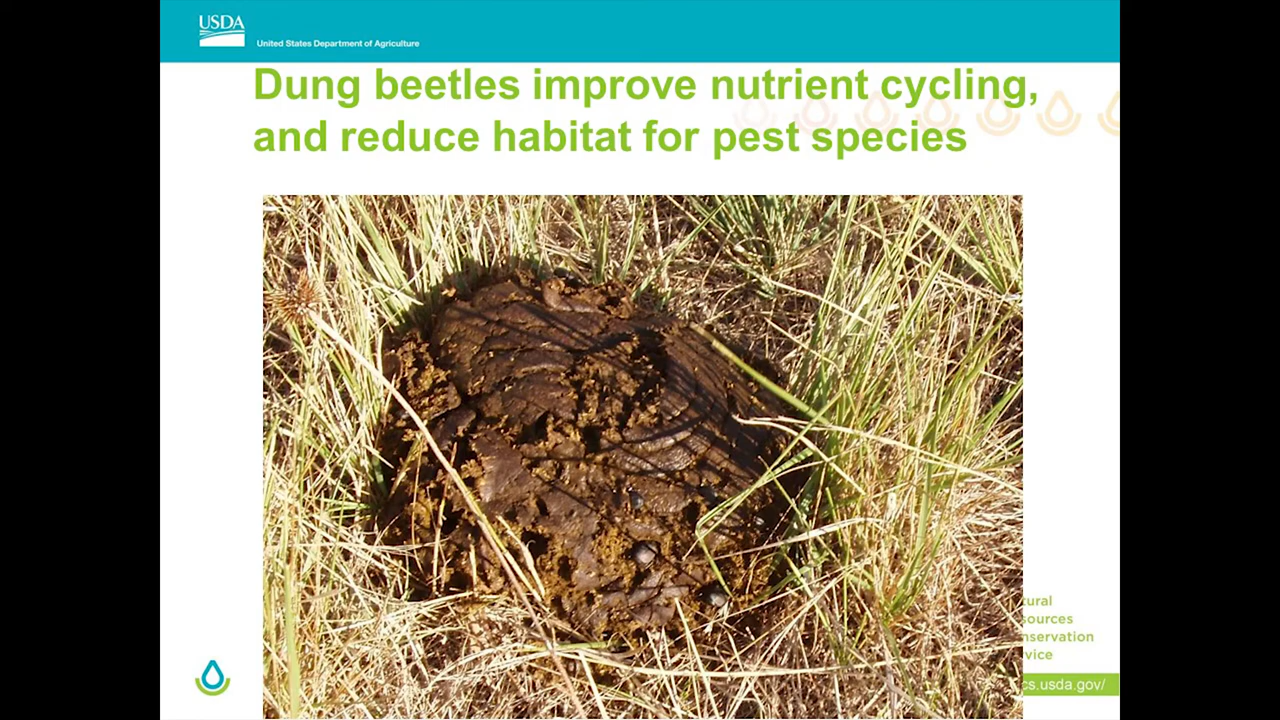 USDA
United States Department of Agriculture
Dung beetles improve nutrient cycling,
and reduce habitat for pest species
tural
sources
nservation
vice
cs.usda.gov/